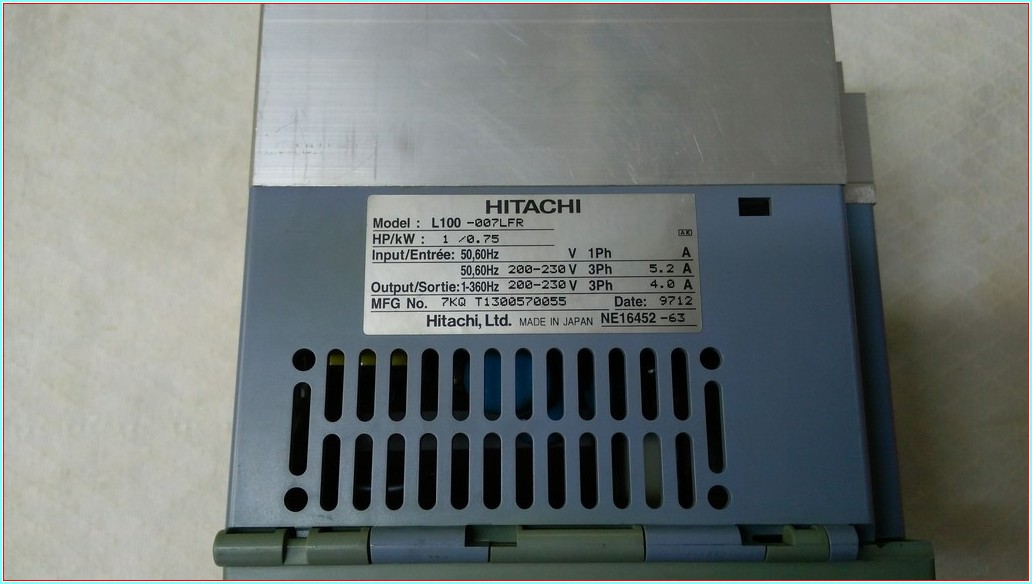 HITACHI
Model : L100 -007LFR
HP/kW : 1 /0.75
AK
Input/Entrée: 50,60Hz V 1Ph A
50,60Hz 200-230 V 3Ph 5.2 A
Output/Sortie:1-360Hz 200-230 V 3Ph 4.0 A
MFG No. 7KQ T1300570055 Date: 9712
Hitachi, Ltd. MADE IN JAPAN NE16452 -63